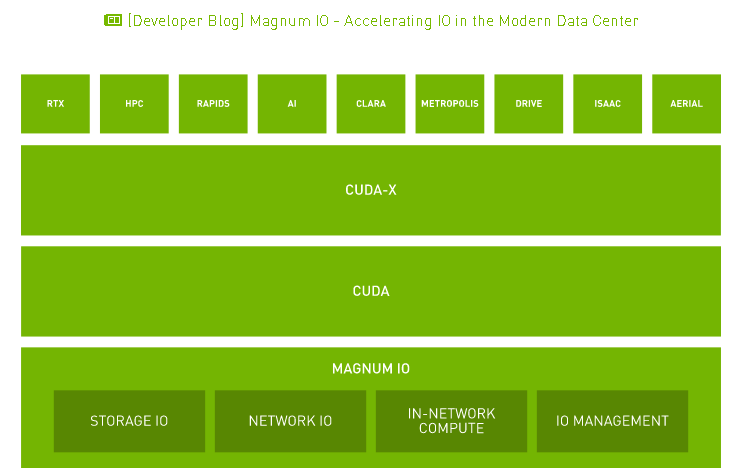 [Developer Blog] Magnum IO - Accelerating IO in the Modern Data Center
RTX
HPC
RAPIDS
AI
CLARA
METROPOLIS
DRIVE
ISAAC
AERIAL
CUDA-X
CUDA
MAGNUM IO
STORAGE IO
NETWORK IO
IN-NETWORK
COMPUTE
IO MANAGEMENT